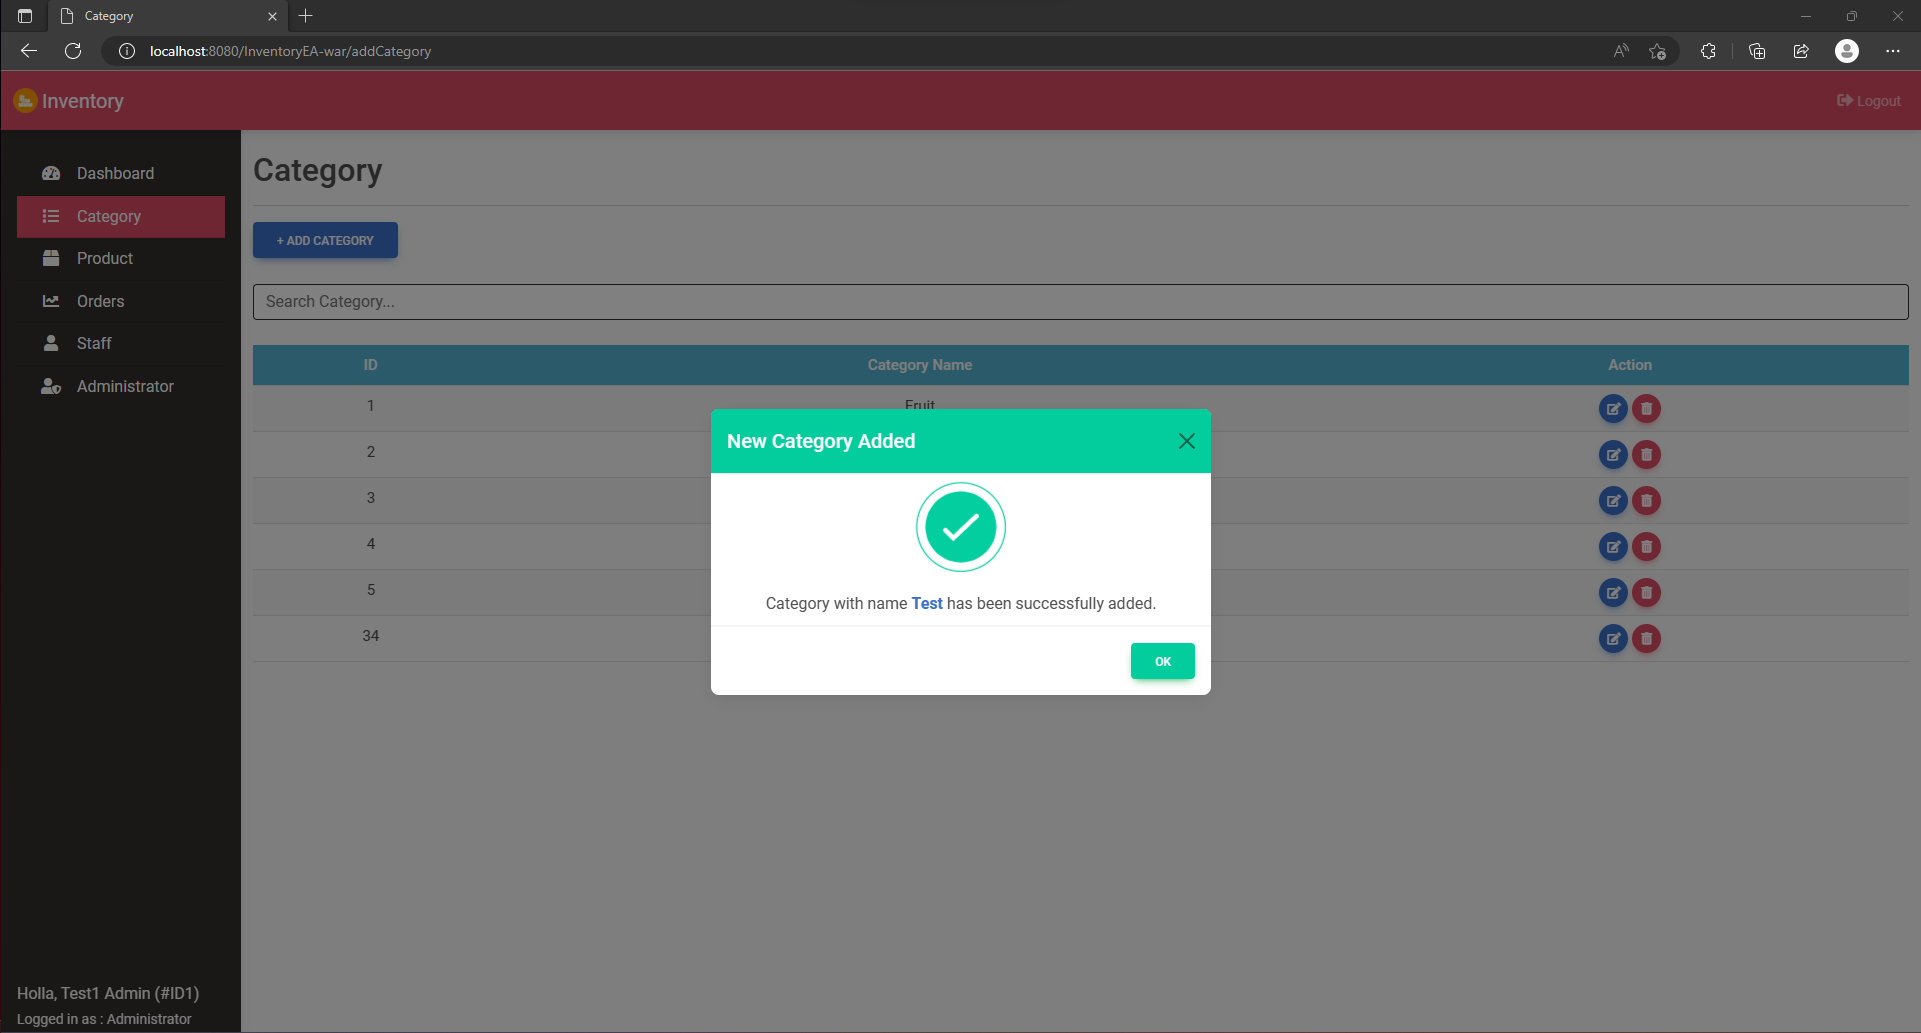 Category
localhost:8080/InventoryEA-war/addCategory
Inventory
Logout
Dashboard
Category
Product
Orders
Staff
Administrator
Holla, Test1 Admin (#ID1)
Logged in as : Administrator
Category
+ ADD CATEGORY
Search Category...
ID Category Name Action
1 Fruit
2
3
4
5
34
New Category Added
Category with name Test has been successfully added.
OK